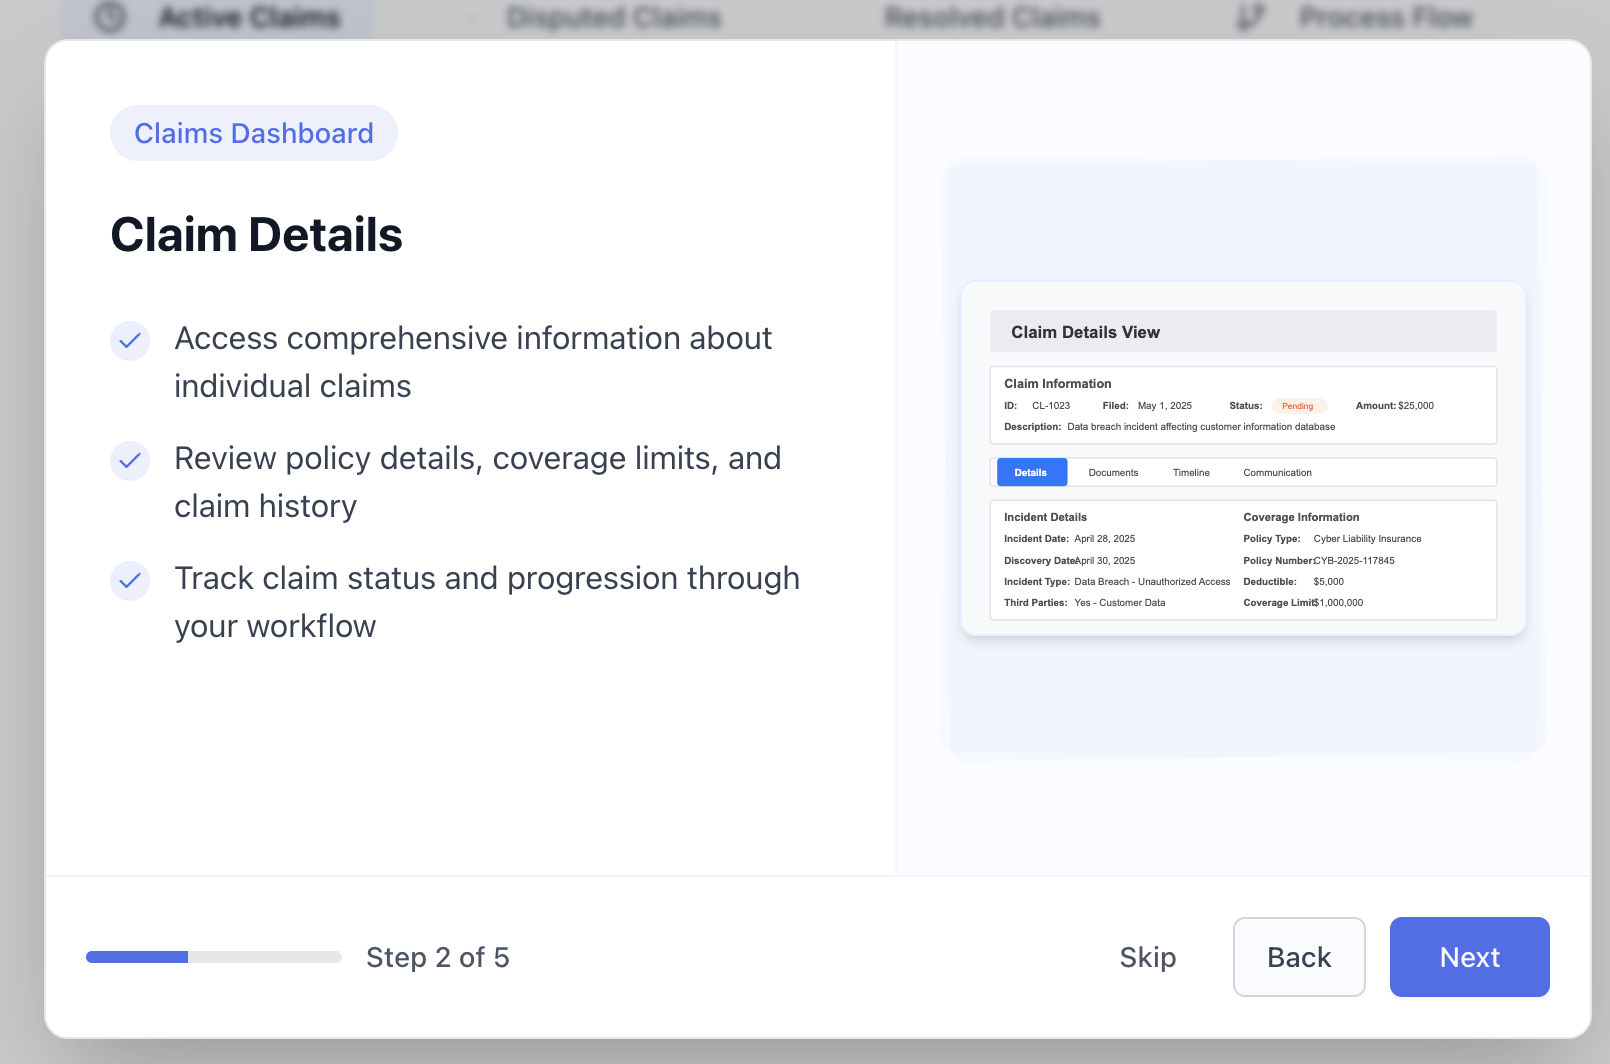 Active Claims Disputed Claims Resolved Claims Process Flow
Claims Dashboard
Claim Details
Access comprehensive information about
individual claims
Review policy details, coverage limits, and
claim history
Track claim status and progression through
your workflow
Claim Details View
Claim Information
ID: CL-1023 Filed: May 1, 2025 Status: Pending Amount: $25,000
Description: Data breach incident affecting customer information database
Details Documents Timeline Communication
Incident Details
Incident Date: April 28, 2025
Discovery Date April 30, 2025
Incident Type: Data Breach - Unauthorized Access
Third Parties: Yes - Customer Data
Coverage Information
Policy Type: Cyber Liability Insurance
Policy Number: CYB-2025-117845
Deductible: $5,000
Coverage Limit $1,000,000
Step 2 of 5
Skip Back Next